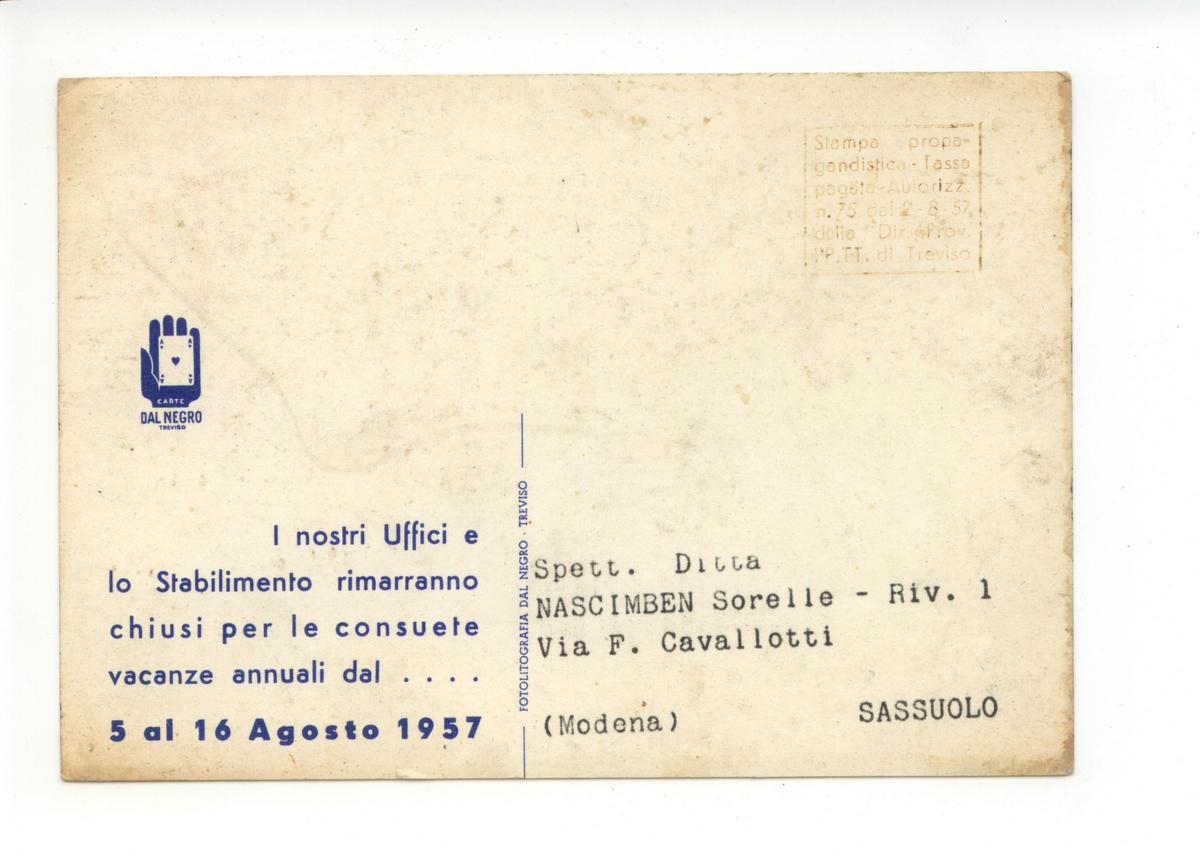 Stampa propa-
gandistica - Tassa
pagata - Autorizz.
n. 75 del 2-8-57
della Dir. Prov.
PP.TT. di Treviso
CARTE
DAL NEGRO
TREVISO
I nostri Uffici e
lo Stabilimento rimarranno
chiusi per le consuete
vacanze annuali dal . . . .
5 al 16 Agosto 1957
FOTOLITOGRAFIA DAL NEGRO · TREVISO
Spett. Ditta
NASCIMBEN Sorelle - Riv. 1
Via F. Cavallotti
(Modena) SASSUOLO